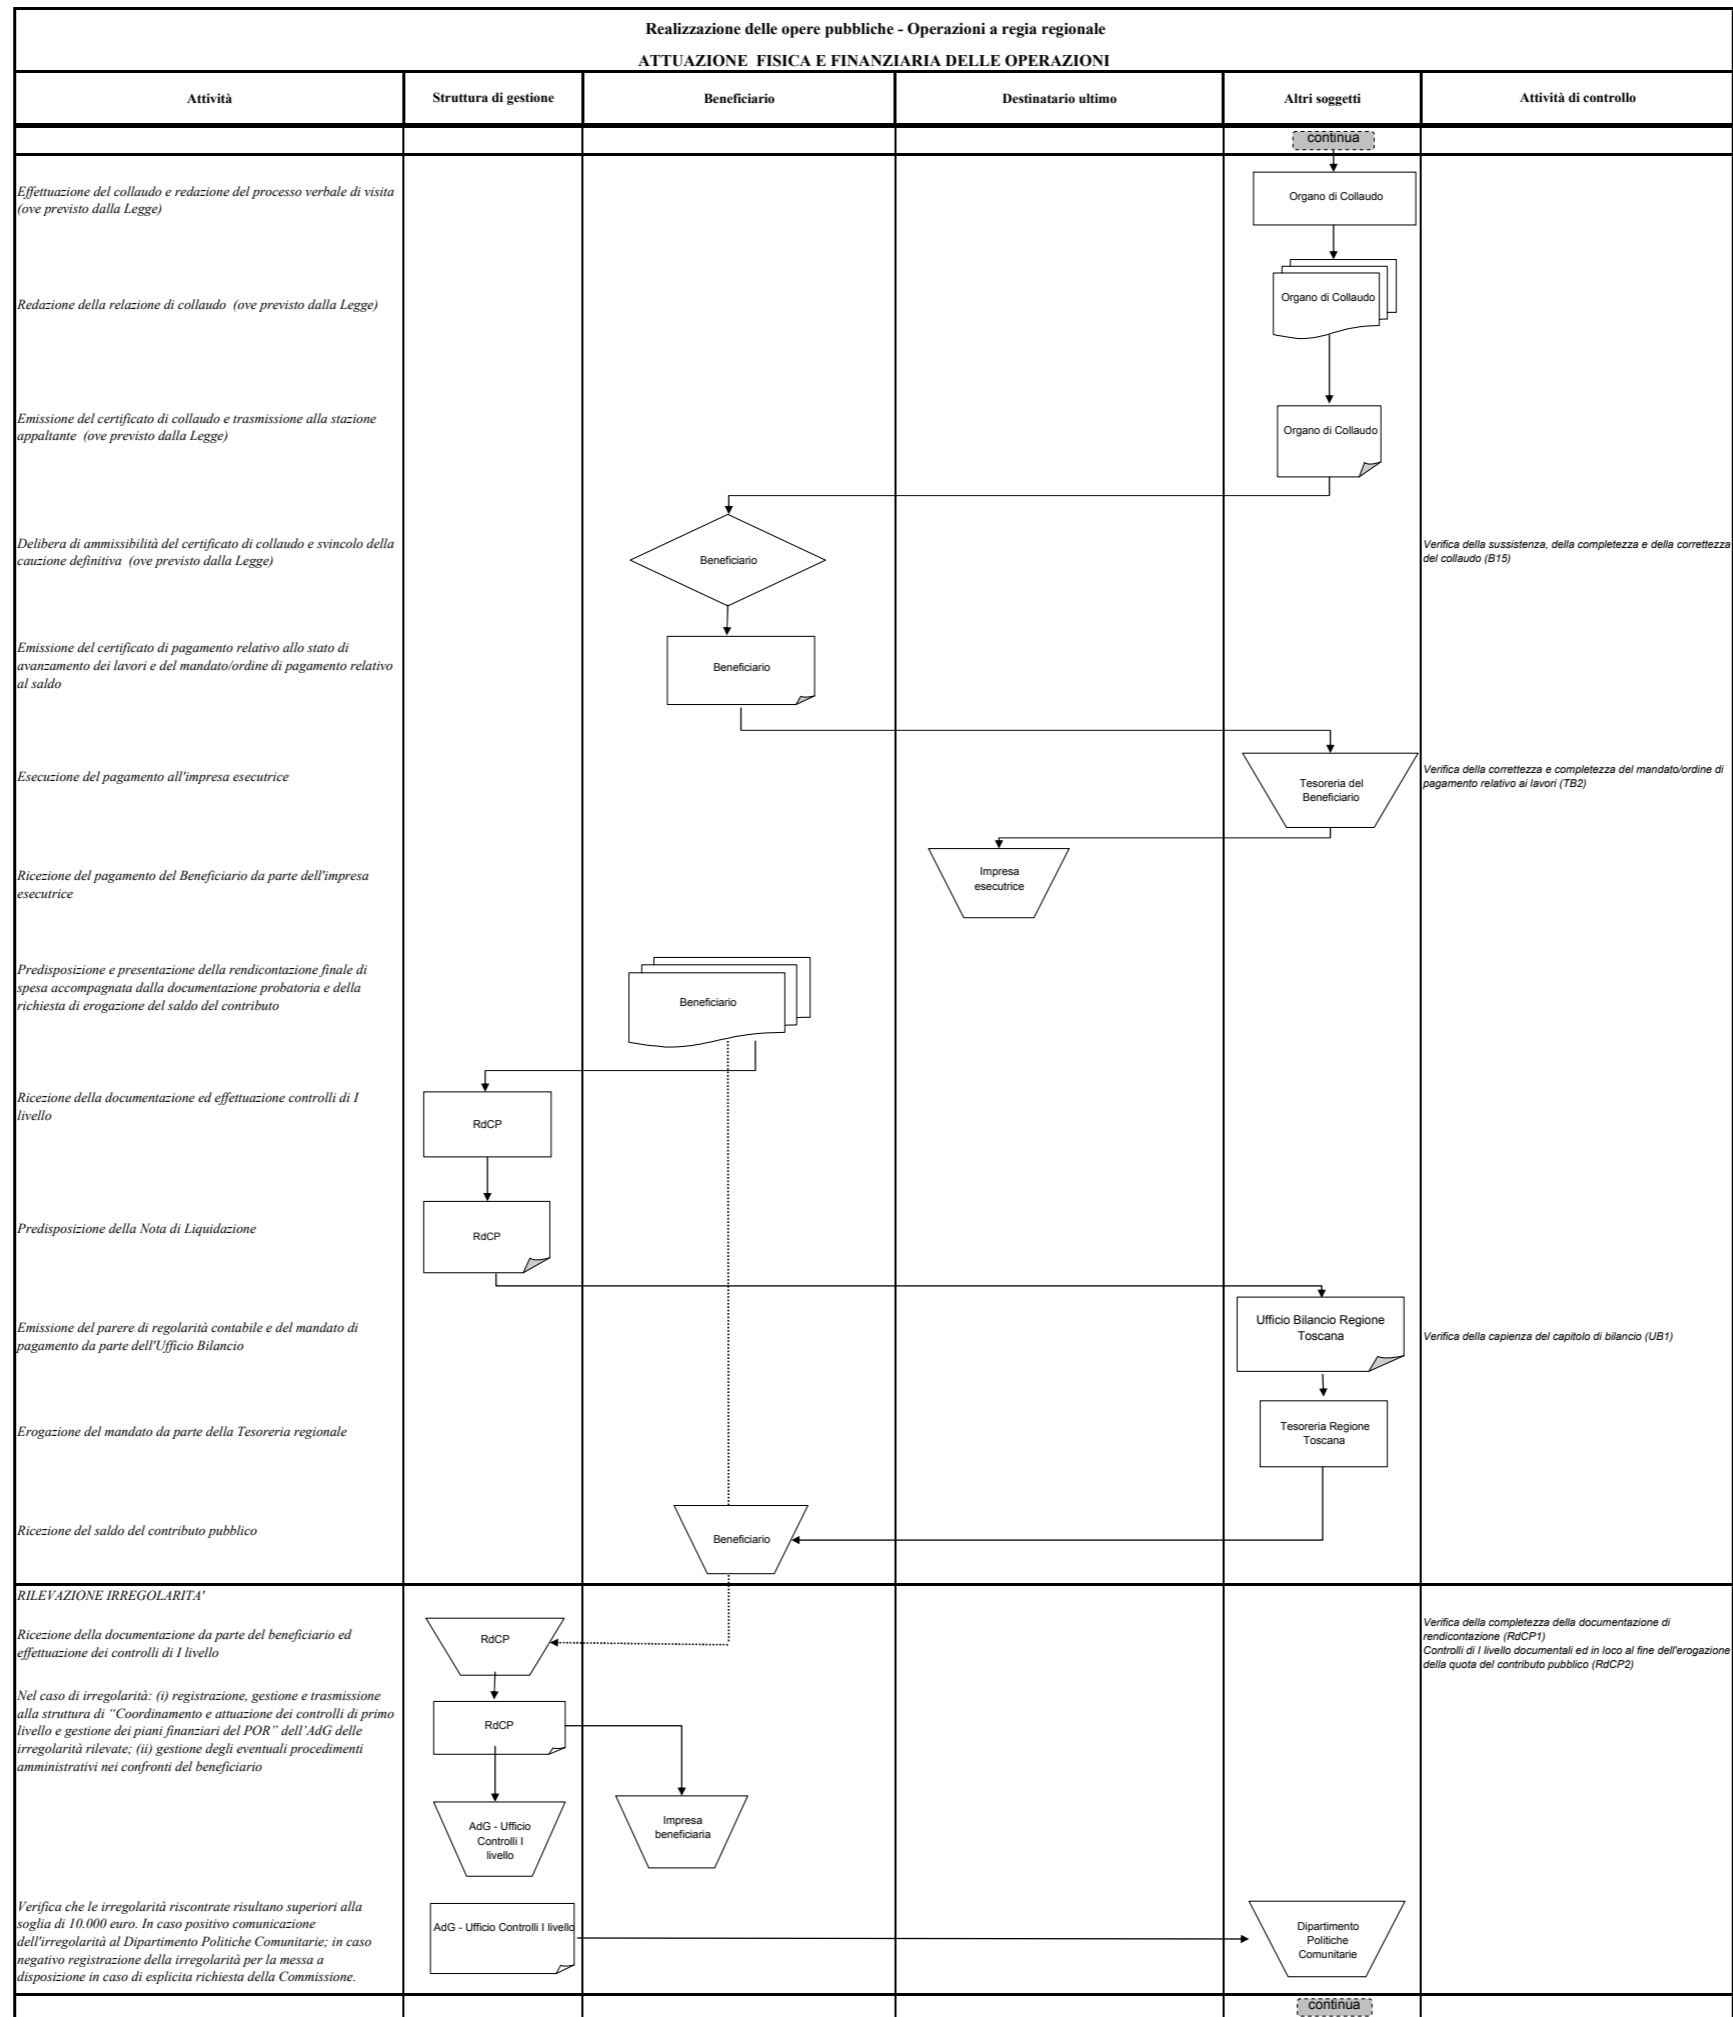 Realizzazione delle opere pubbliche - Operazioni a regia regionale
ATTUAZIONE FISICA E FINANZIARIA DELLE OPERAZIONI
Attività
Struttura di gestione
Beneficiario
Destinatario ultimo
Altri soggetti
Attività di controllo
continua
Effettuazione del collaudo e redazione del processo verbale di visita
(ove previsto dalla Legge)
Organo di Collaudo
Redazione della relazione di collaudo (ove previsto dalla Legge)
Organo di Collaudo
Emissione del certificato di collaudo e trasmissione alla stazione
appaltante (ove previsto dalla Legge)
Organo di Collaudo
Delibera di ammissibilità del certificato di collaudo e svincolo della
cauzione definitiva (ove previsto dalla Legge)
Beneficiario
Verifica della sussistenza, della completezza e della correttezza
del collaudo (B15)
Emissione del certificato di pagamento relativo allo stato di
avanzamento dei lavori e del mandato/ordine di pagamento relativo
al saldo
Beneficiario
Esecuzione del pagamento all'impresa esecutrice
Tesoreria del
Beneficiario
Verifica della correttezza e completezza del mandato/ordine di
pagamento relativo ai lavori (TB2)
Ricezione del pagamento del Beneficiario da parte dell'impresa
esecutrice
Impresa
esecutrice
Predisposizione e presentazione della rendicontazione finale di
spesa accompagnata dalla documentazione probatoria e della
richiesta di erogazione del saldo del contributo
Beneficiario
Ricezione della documentazione ed effettuazione controlli di I
livello
RdCP
Predisposizione della Nota di Liquidazione
RdCP
Emissione del parere di regolarità contabile e del mandato di
pagamento da parte dell'Ufficio Bilancio
Ufficio Bilancio Regione
Toscana
Verifica della capienza del capitolo di bilancio (UB1)
Erogazione del mandato da parte della Tesoreria regionale
Tesoreria Regione
Toscana
Ricezione del saldo del contributo pubblico
Beneficiario
RILEVAZIONE IRREGOLARITA'
Ricezione della documentazione da parte del beneficiario ed
effettuazione dei controlli di I livello
RdCP
Verifica della completezza della documentazione di
rendicontazione (RdCP1)
Controlli di I livello documentali ed in loco al fine dell'erogazione
della quota del contributo pubblico (RdCP2)
Nel caso di irregolarità: (i) registrazione, gestione e trasmissione
alla struttura di “Coordinamento e attuazione dei controlli di primo
livello e gestione dei piani finanziari del POR” dell’AdG delle
irregolarità rilevate; (ii) gestione degli eventuali procedimenti
amministrativi nei confronti del beneficiario
RdCP
AdG - Ufficio
Controlli I
livello
Impresa
beneficiaria
Verifica che le irregolarità riscontrate risultano superiori alla
soglia di 10.000 euro. In caso positivo comunicazione
dell'irregolarità al Dipartimento Politiche Comunitarie; in caso
negativo registrazione della irregolarità per la messa a
disposizione in caso di esplicita richiesta della Commissione.
AdG - Ufficio Controlli I livello
Dipartimento
Politiche
Comunitarie
continua